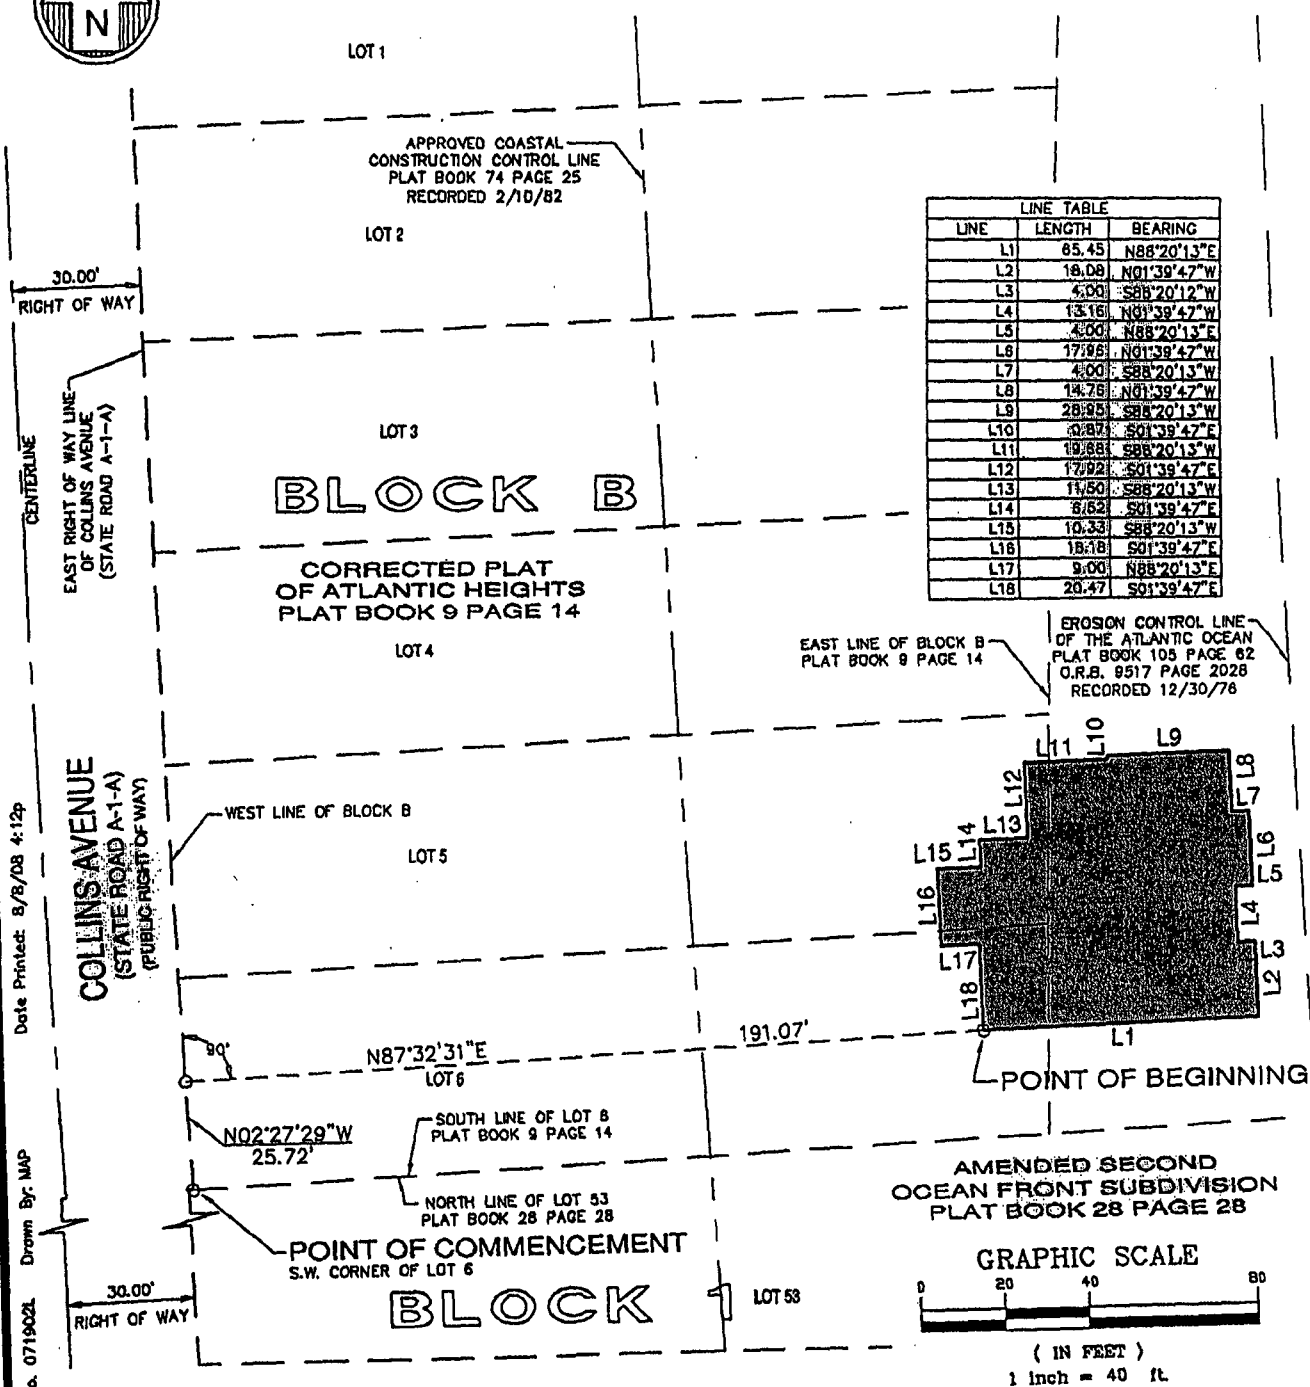 N
LOT 1
APPROVED COASTAL
CONSTRUCTION CONTROL LINE
PLAT BOOK 74 PAGE 25
RECORDED 2/10/82
LOT 2
30.00'
RIGHT OF WAY
LINE TABLE
LINE LENGTH BEARING
L1 65.45 N88°20'13"E
L2 18.08 N01°39'47"W
L3 4.00 S88°20'12"W
L4 13.16 N01°39'47"W
L5 4.00 N88°20'13"E
L6 17.96 N01°39'47"W
L7 4.00 S88°20'13"W
L8 14.76 N01°39'47"W
L9 28.95 S88°20'13"W
L10 0.87 S01°39'47"E
L11 19.68 S88°20'13"W
L12 17.92 S01°39'47"E
L13 11.50 S88°20'13"W
L14 6.52 S01°39'47"E
L15 10.33 S88°20'13"W
L16 18.18 S01°39'47"E
L17 9.00 N88°20'13"E
L18 20.47 S01°39'47"E
CENTERLINE
EAST RIGHT OF WAY LINE
OF COLLINS AVENUE
(STATE ROAD A-1-A)
LOT 3
BLOCK B
CORRECTED PLAT
OF ATLANTIC HEIGHTS
PLAT BOOK 9 PAGE 14
LOT 4
EAST LINE OF BLOCK B
PLAT BOOK 9 PAGE 14
EROSION CONTROL LINE
OF THE ATLANTIC OCEAN
PLAT BOOK 105 PAGE 62
O.R.B. 9517 PAGE 2028
RECORDED 12/30/76
COLLINS AVENUE
(STATE ROAD A-1-A)
(PUBLIC RIGHT OF WAY)
WEST LINE OF BLOCK B
LOT 5
L11
L10
L9
L8
L12
L7
L13
L14
L6
L15
L5
L16
L4
L17
L3
L18
L2
L1
Date Printed: 8/8/08 4:12p
90°
N87°32'31"E
191.07'
LOT 6
POINT OF BEGINNING
N02°27'29"W
25.72'
SOUTH LINE OF LOT 6
PLAT BOOK 9 PAGE 14
NORTH LINE OF LOT 53
PLAT BOOK 28 PAGE 28
AMENDED SECOND
OCEAN FRONT SUBDIVISION
PLAT BOOK 28 PAGE 28
Drawn By: MAP
POINT OF COMMENCEMENT
S.W. CORNER OF LOT 6
30.00'
RIGHT OF WAY
BLOCK 1
LOT 53
GRAPHIC SCALE
0 20 40 80
( IN FEET )
1 inch = 40 ft.
o. 071902L